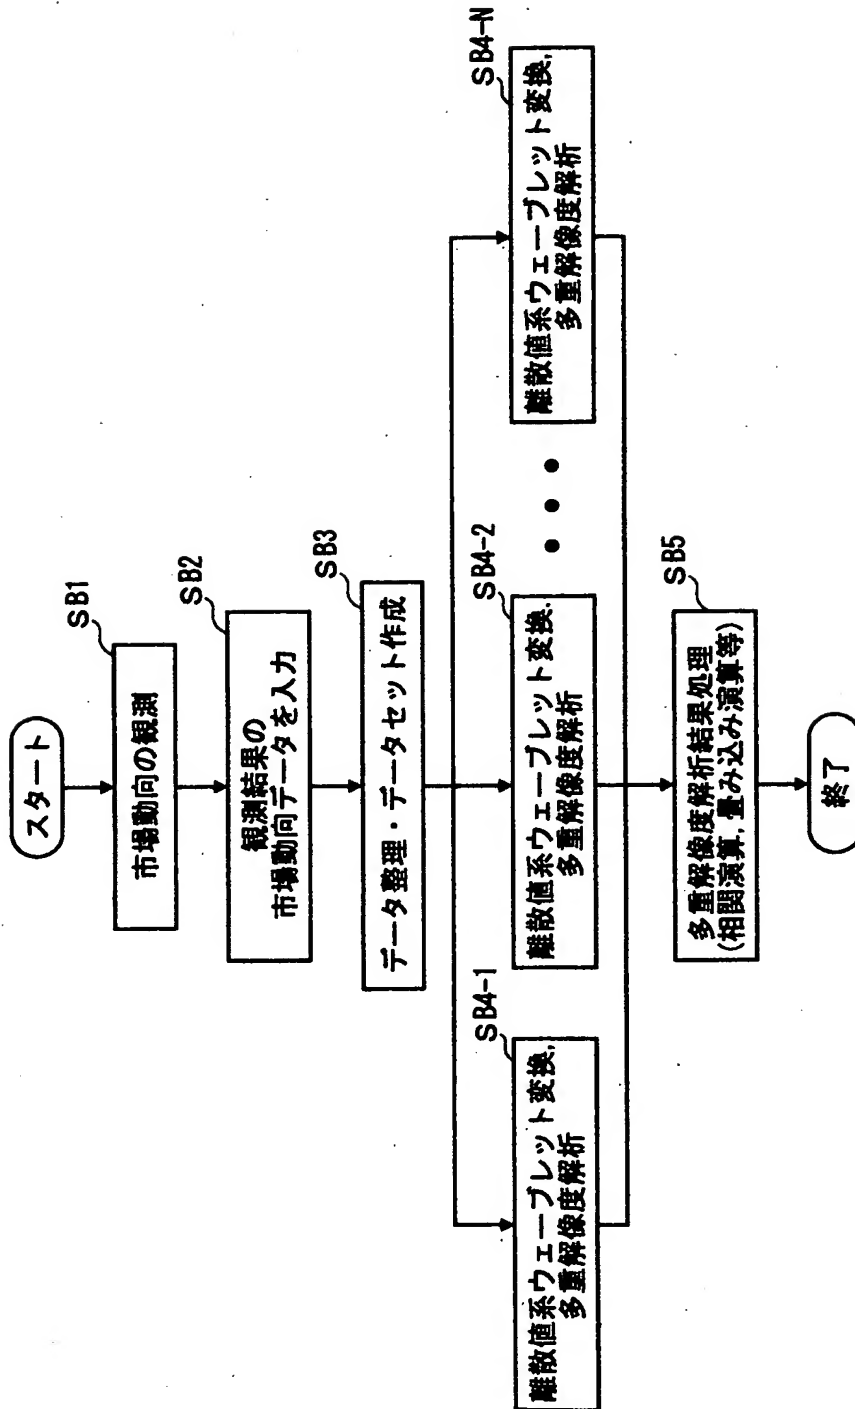 スタート
SB1
市場動向の観測
SB2
観測結果の
市場動向データを入力
SB3
データ整理・データセット作成
SB4-1
離散値系ウェーブレット変換,
多重解像度解析
SB4-2
離散値系ウェーブレット変換.
多重解像度解析
SB4-N
離散値系ウェーブレット変換,
多重解像度解析
SB5
多重解像度解析結果処理
(相関演算, 畳み込み演算等)
終了